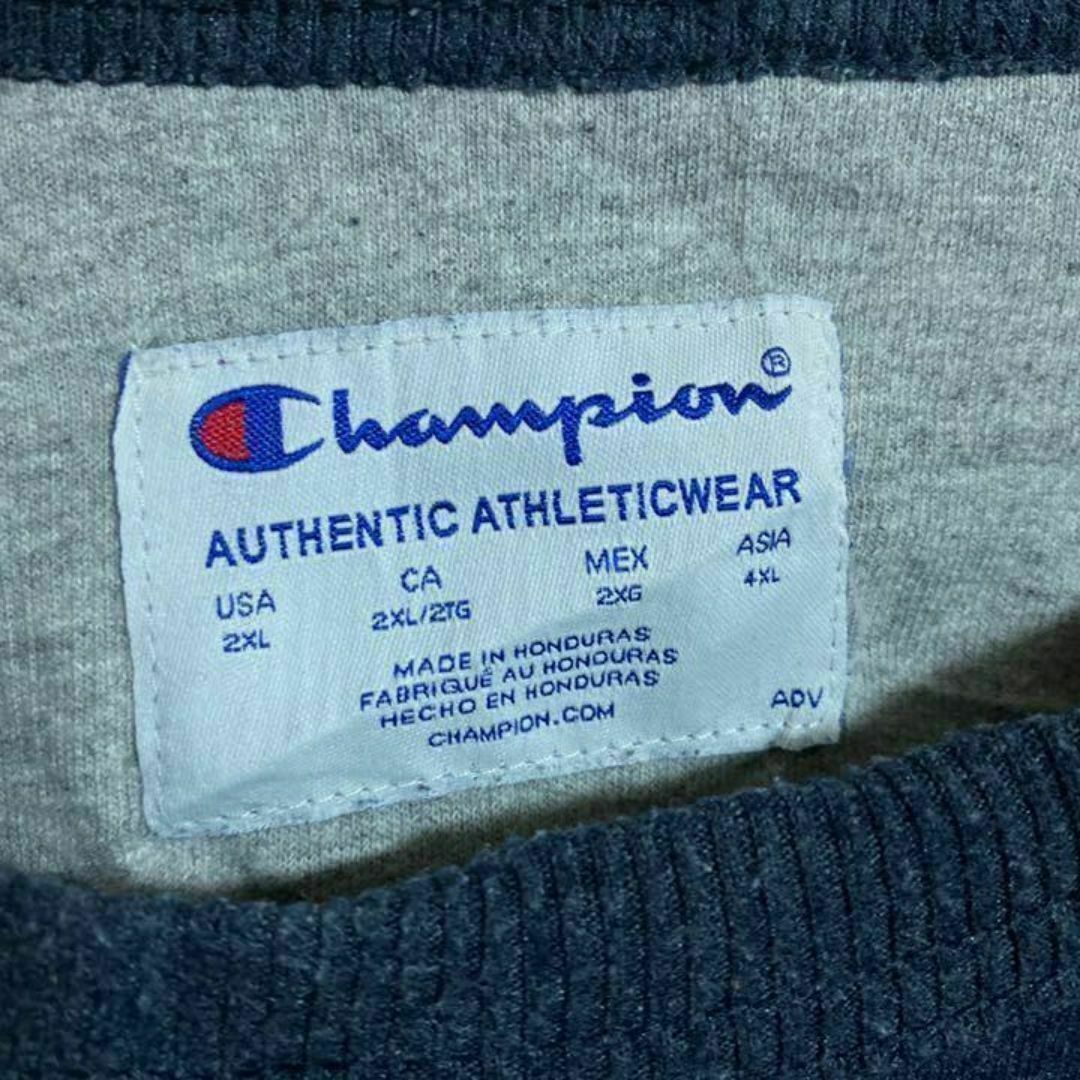 Champion®
AUTHENTIC ATHLETICWEAR
USA CA MEX ASIA
2XL 2XL/2TG 2XG 4XL
MADE IN HONDURAS
FABRIQUÉ AU HONDURAS
HECHO EN HONDURAS
CHAMPION.COM
ADV